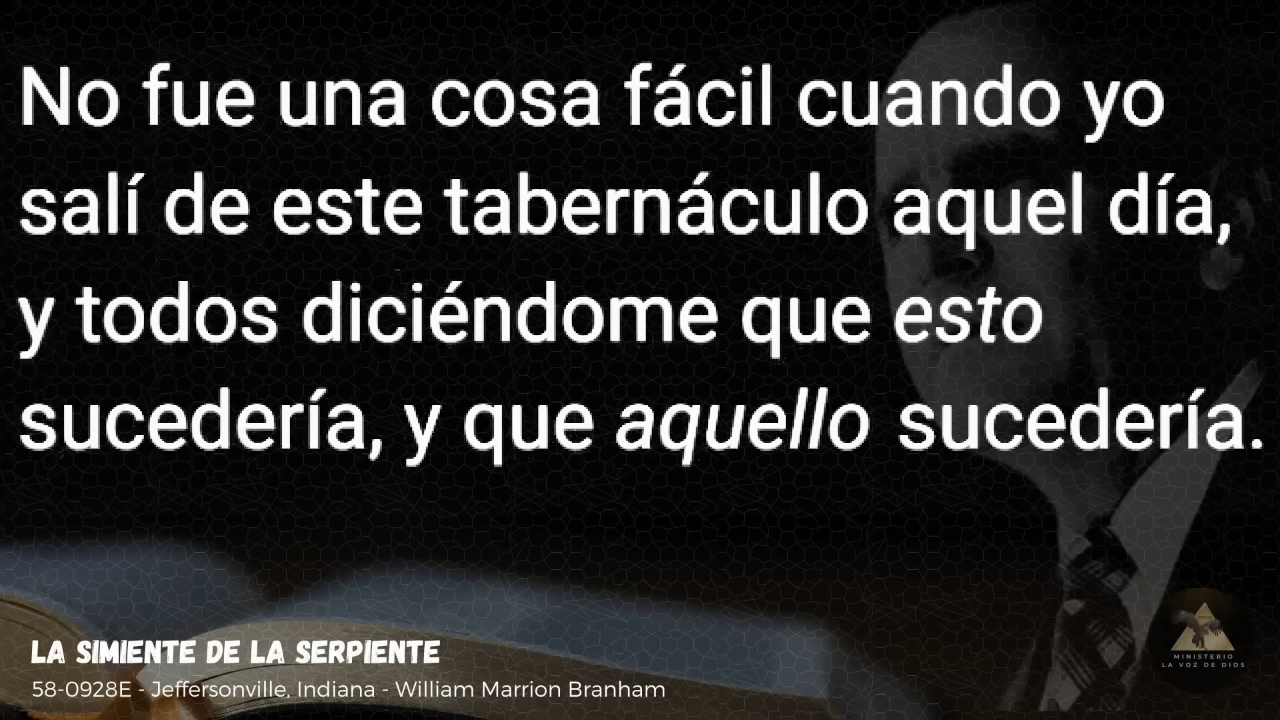 No fue una cosa fácil cuando yo
salí de este tabernáculo aquel día,
y todos diciéndome que esto
sucedería, y que aquello sucedería.
LA SIMIENTE DE LA SERPIENTE
58-0928E - Jeffersonville, Indiana - William Marrion Branham
MINISTERIO
LA VOZ DE DIOS